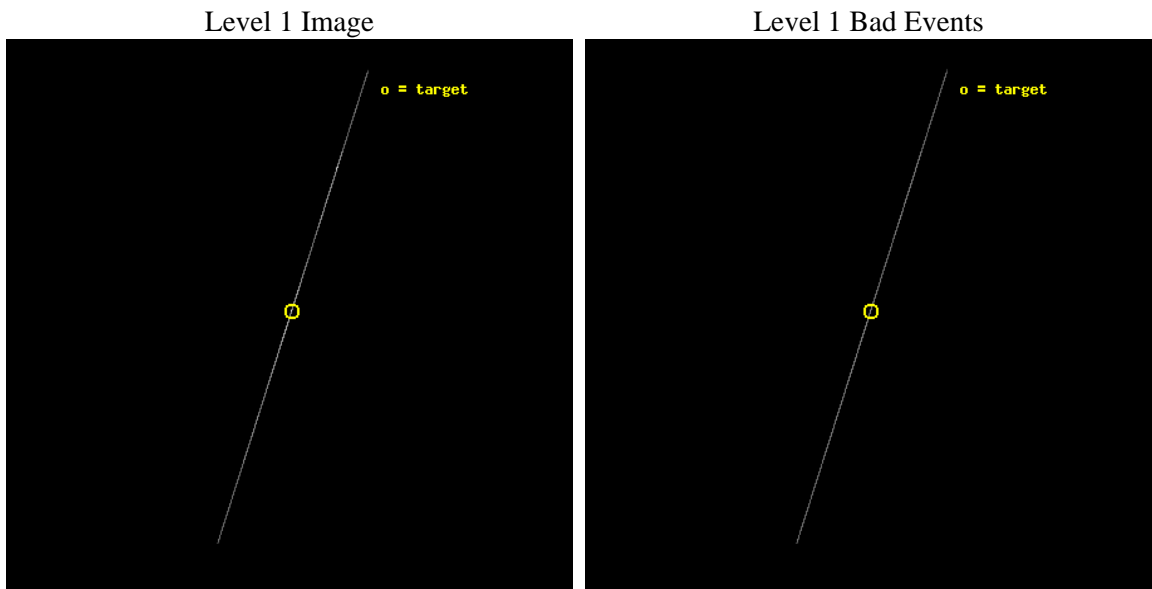 Level 1 Image
Level 1 Bad Events
o = target
o = target